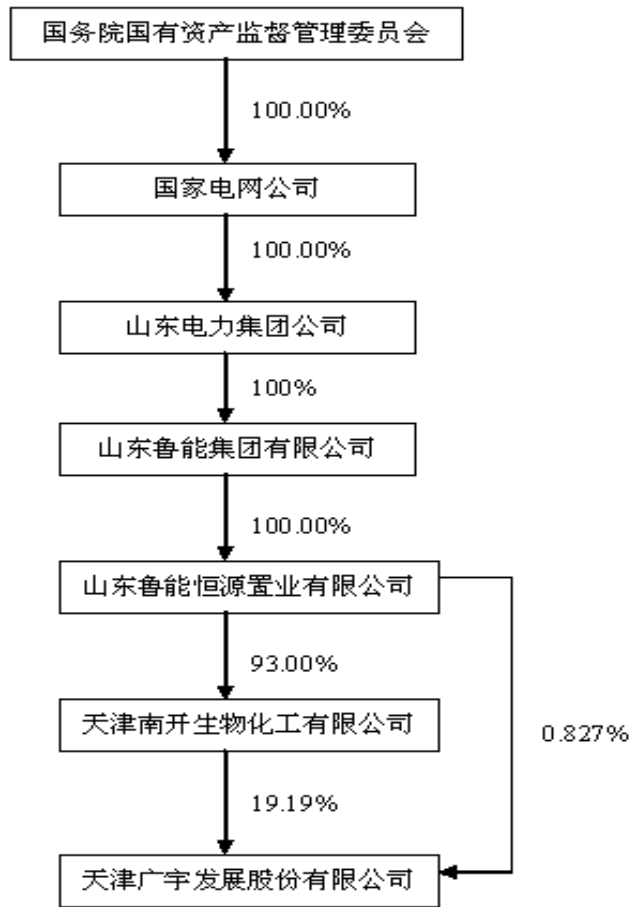 国务院国有资产监督管理委员会
100.00%
国家电网公司
100.00%
山东电力集团公司
100%
山东鲁能集团有限公司
100.00%
山东鲁能恒源置业有限公司
93.00%
天津南开生物化工有限公司
0.827%
19.19%
天津广宇发展股份有限公司